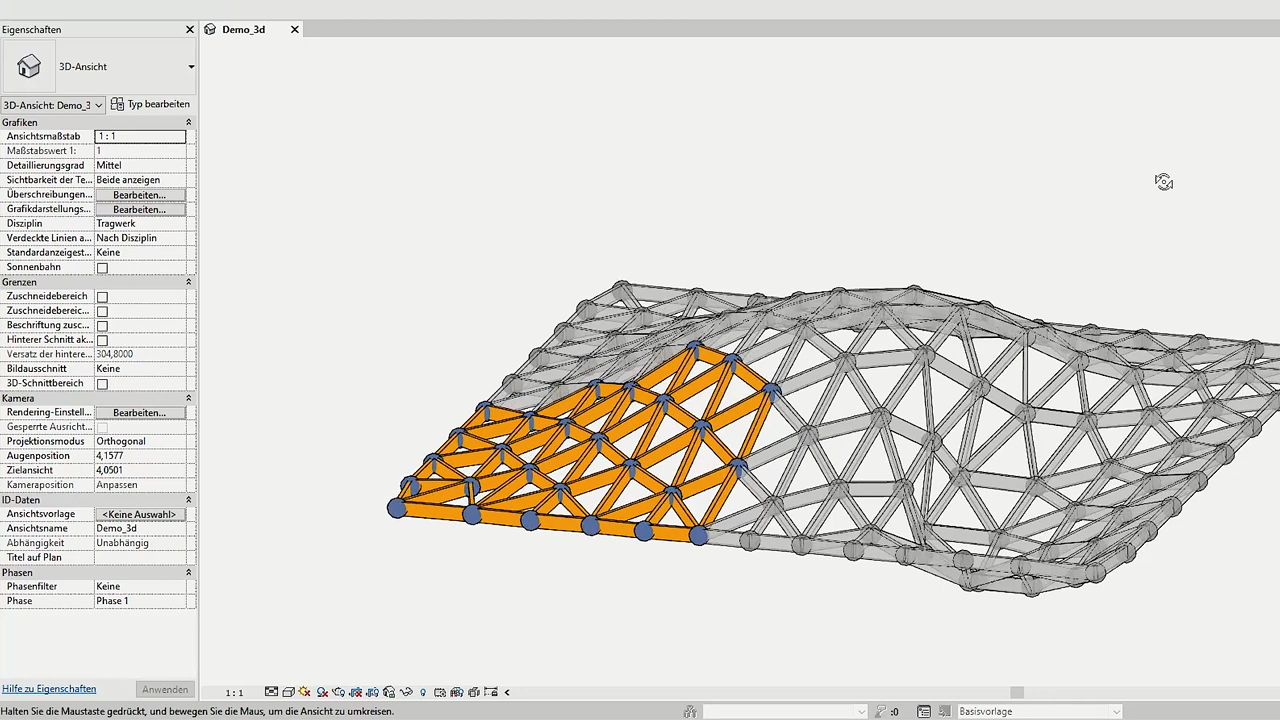 Eigenschaften
Demo_3d
3D-Ansicht
3D-Ansicht: Demo_3
Typ bearbeiten
Grafiken
Ansichtsmaßstab 1 : 1
Maßstabswert 1: 1
Detaillierungsgrad Mittel
Sichtbarkeit der Te... Beide anzeigen
Überschreibungen... Bearbeiten...
Grafikdarstellungs... Bearbeiten...
Disziplin Tragwerk
Verdeckte Linien a... Nach Disziplin
Standardanzeigest... Keine
Sonnenbahn
Grenzen
Zuschneidebereich
Zuschneidebereic...
Beschriftung zusc...
Hinterer Schnitt ak...
Versatz der hintere... 304,8000
Bildausschnitt Keine
3D-Schnittbereich
Kamera
Rendering-Einstell... Bearbeiten...
Gesperrte Ausricht...
Projektionsmodus Orthogonal
Augenposition 4,1577
Zielansicht 4,0501
Kameraposition Anpassen
ID-Daten
Ansichtsvorlage <Keine Auswahl>
Ansichtsname Demo_3d
Abhängigkeit Unabhängig
Titel auf Plan
Phasen
Phasenfilter Keine
Phase Phase 1
Hilfe zu Eigenschaften
Anwenden
1 : 1
Halten Sie die Maustaste gedrückt, und bewegen Sie die Maus, um die Ansicht zu umkreisen.
:0
Basisvorlage